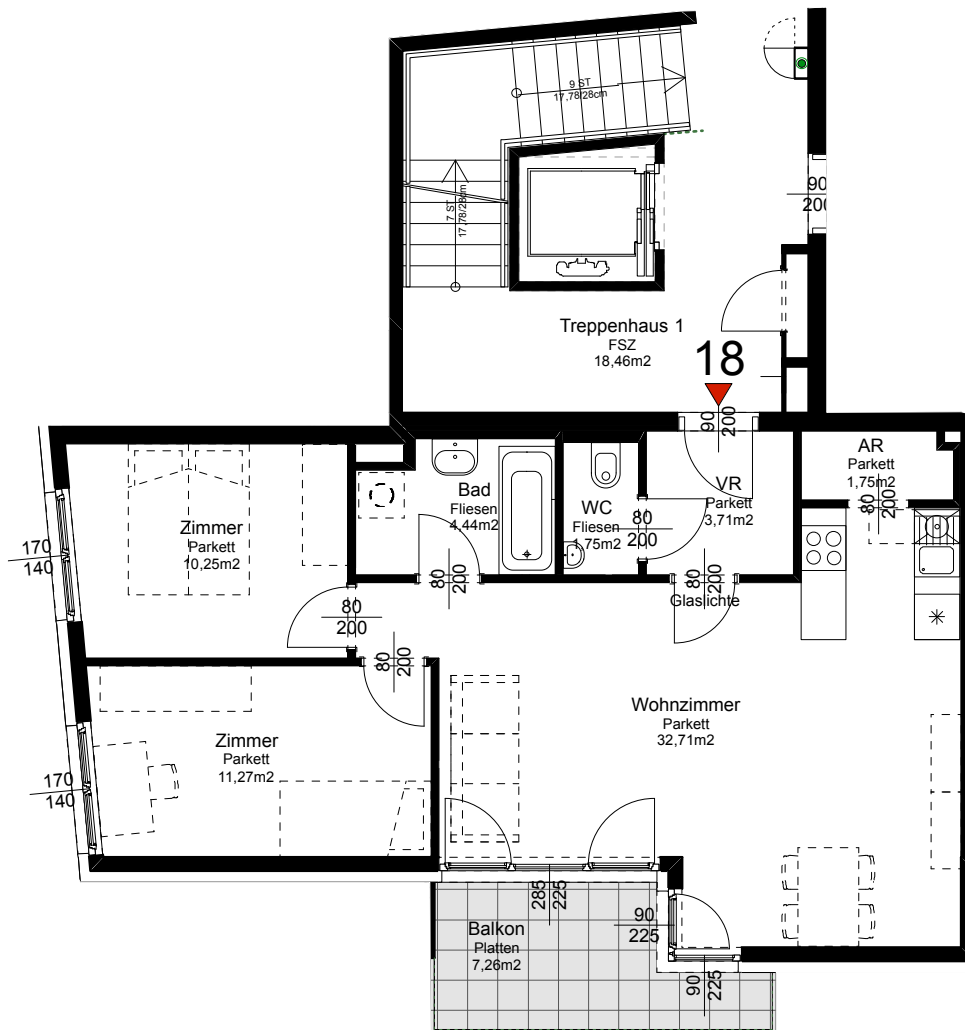 9 ST
17,78/28cm
7 ST
17,78/28cm
90
200
Treppenhaus 1
FSZ
18,46m2
18
90
200
AR
Parkett
1,75m2
80
200
VR
Parkett
3,71m2
WC
Fliesen
1,75m2
80
200
Bad
Fliesen
4,44m2
80
200
80
200
Glaslichte
Zimmer
Parkett
10,25m2
170
140
80
200
80
200
Wohnzimmer
Parkett
32,71m2
Zimmer
Parkett
11,27m2
170
140
285
225
90
225
Balkon
Platten
7,26m2
90
225